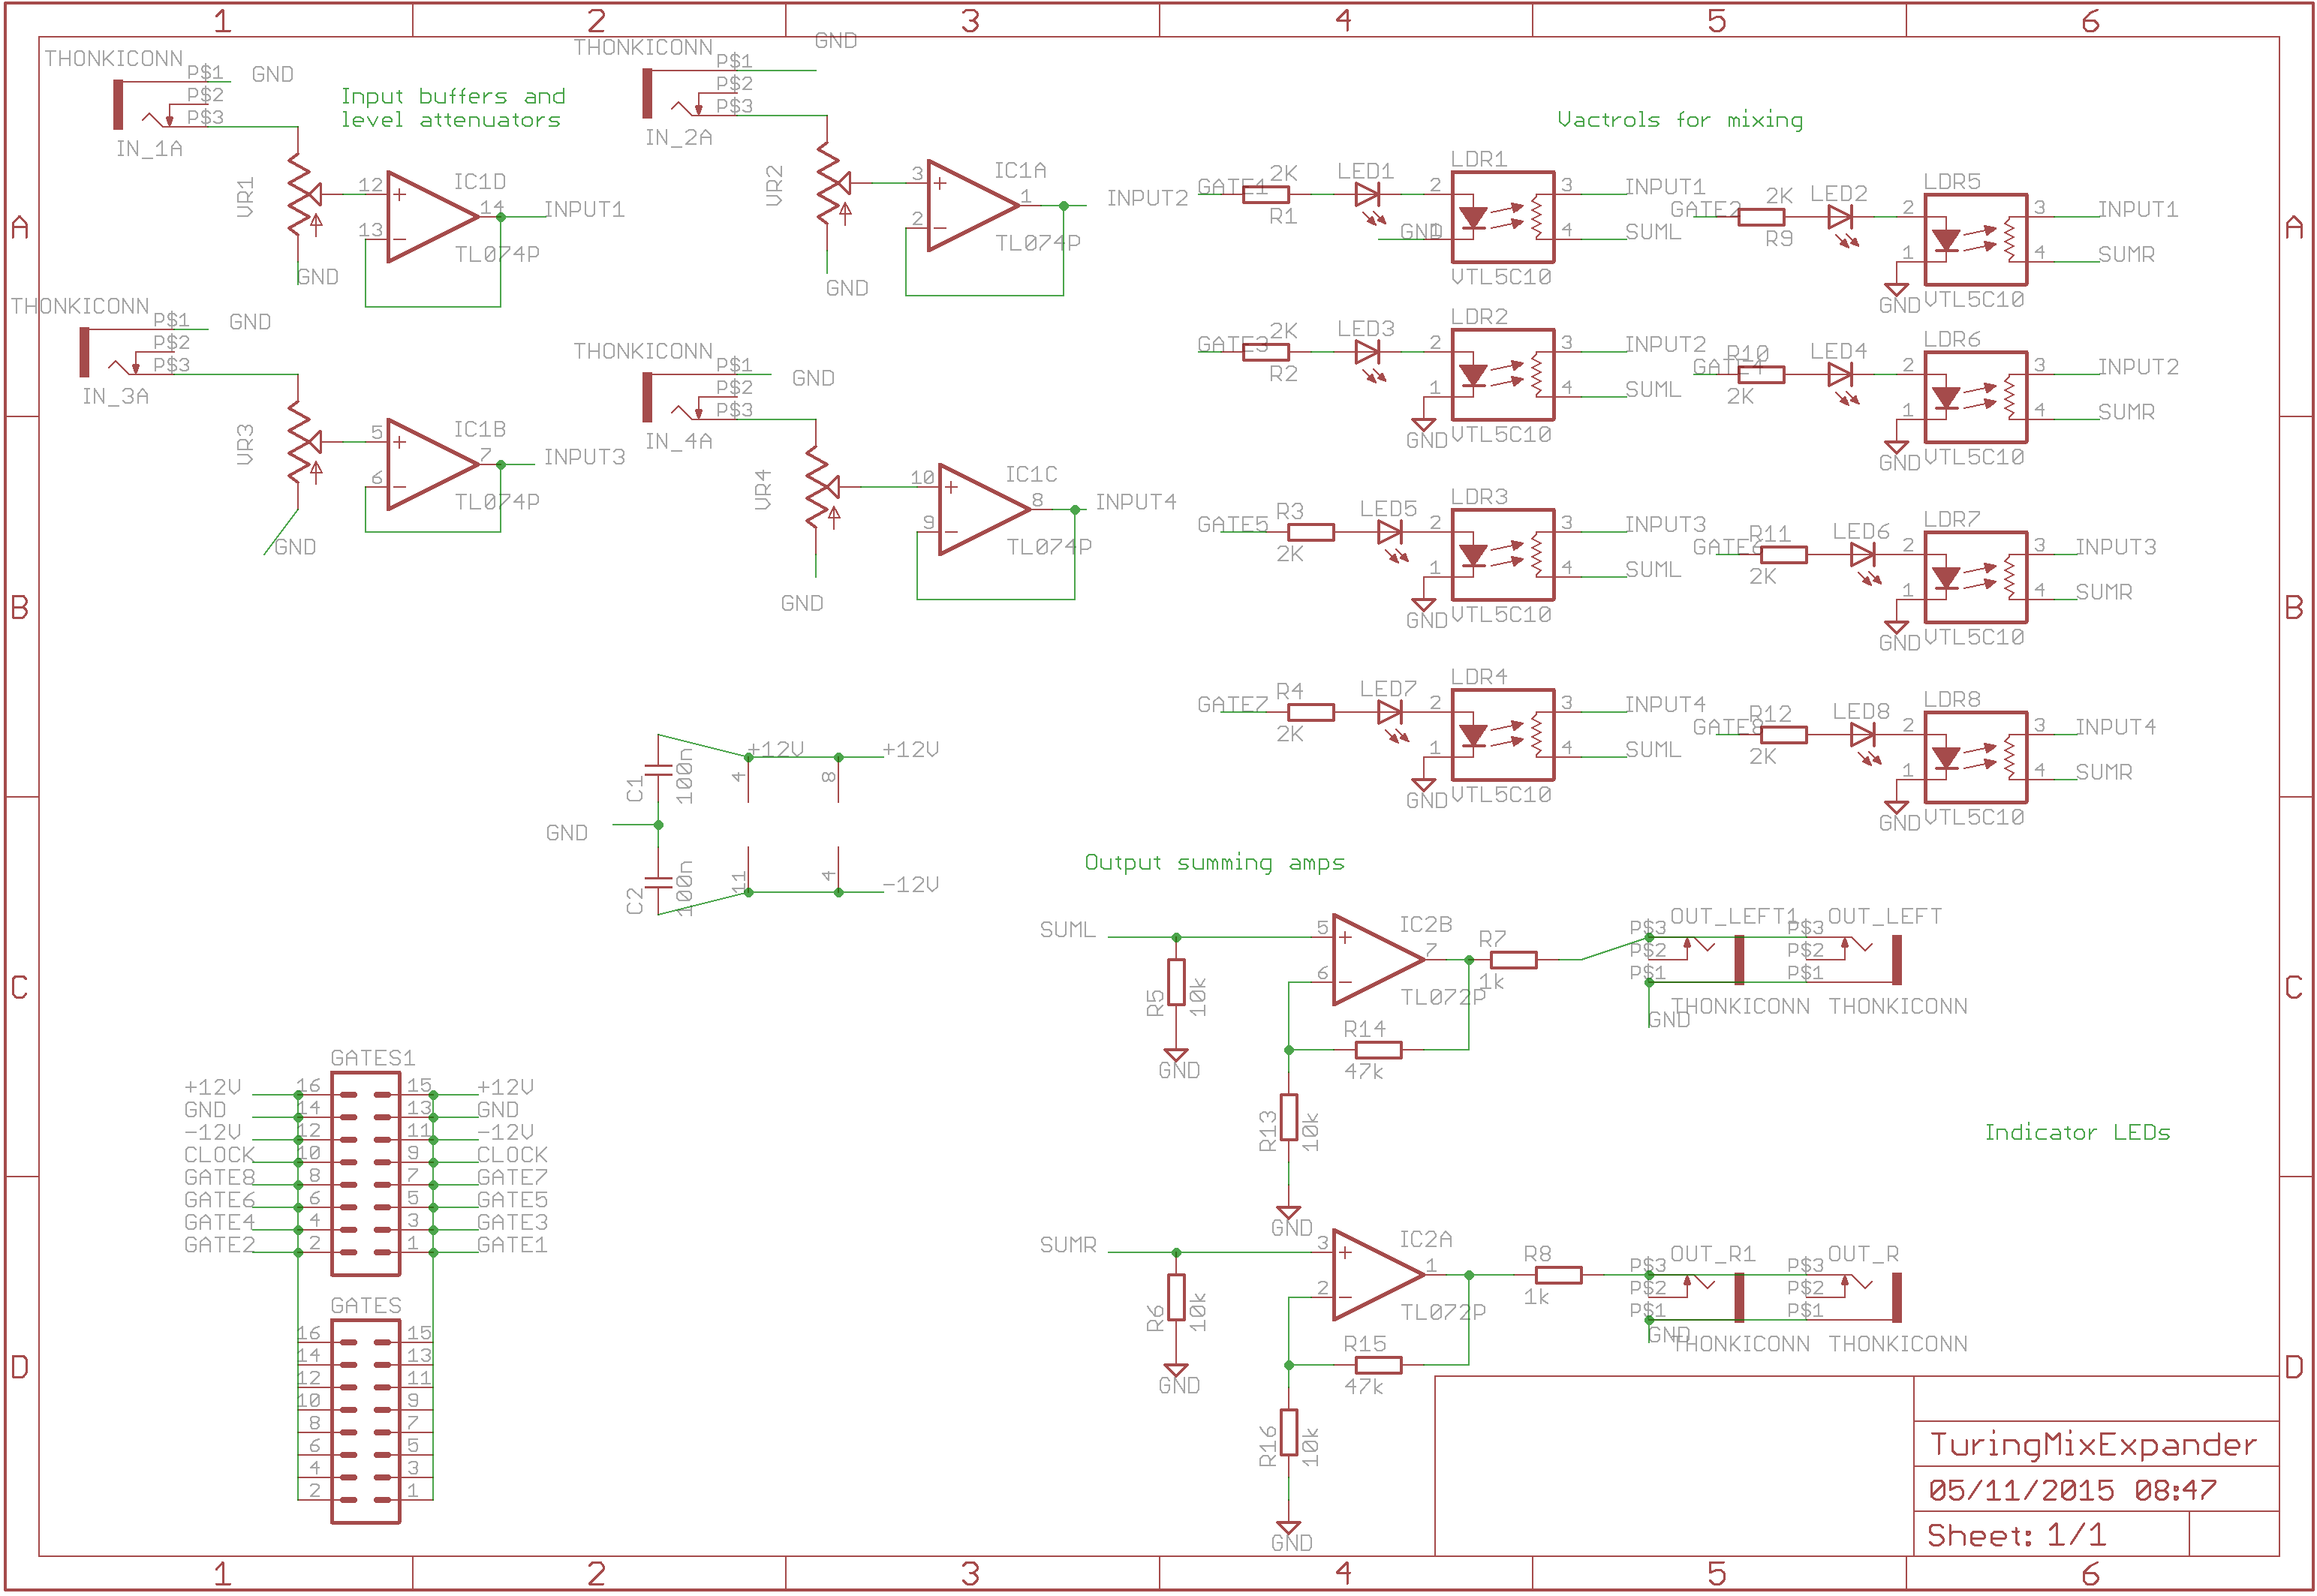 1 2 3 4 5 6
THONKICONN
P$1
P$2
P$3
GND
IN_1A
Input buffers and
level attenuators
VR1
12
13
14
IC1D
TL074P
INPUT1
GND
THONKICONN
GND
P$1
P$2
P$3
IN_2A
VR2
3
2
1
IC1A
TL074P
INPUT2
GND
THONKICONN
P$1
P$2
P$3
GND
IN_3A
VR3
5
6
7
IC1B
TL074P
INPUT3
GND
THONKICONN
P$1
P$2
P$3
GND
IN_4A
VR4
10
9
8
IC1C
TL074P
INPUT4
GND
Vactrols for mixing
GATE1
2K
R1
LED1
LDR1
2
GND
1
3
4
INPUT1
SUML
VTL5C10
GATE2
2K
R9
LED2
LDR5
2
1
3
4
INPUT1
SUMR
GND
VTL5C10
GATE3
2K
R2
LED3
LDR2
2
1
3
4
INPUT2
SUML
GND
VTL5C10
GATE4
R10
2K
LED4
LDR6
2
1
3
4
INPUT2
SUMR
GND
VTL5C10
GATE5
R3
2K
LED5
LDR3
2
1
3
4
INPUT3
SUML
GND
VTL5C10
GATE6
R11
2K
LED6
LDR7
2
1
3
4
INPUT3
SUMR
GND
VTL5C10
GATE7
R4
2K
LED7
LDR4
2
1
3
4
INPUT4
SUML
GND
VTL5C10
GATE8
R12
2K
LED8
LDR8
2
1
3
4
INPUT4
SUMR
GND
VTL5C10
C1
100n
+12V
4
8
+12V
GND
C2
100n
11
4
-12V
Output summing amps
SUML
R5
10k
GND
5
6
7
IC2B
TL072P
R7
1k
R14
47k
R13
10k
GND
P$3
P$2
P$1
OUT_LEFT1
THONKICONN
GND
P$3
P$2
P$1
OUT_LEFT
THONKICONN
Indicator LEDs
SUMR
R6
10k
GND
3
2
1
IC2A
TL072P
R8
1k
R15
47k
R16
10k
GND
P$3
P$2
P$1
OUT_R1
THONKICONN
GND
P$3
P$2
P$1
OUT_R
THONKICONN
GATES1
+12V 16 15 +12V
GND 14 13 GND
-12V 12 11 -12V
CLOCK 10 9 CLOCK
GATE8 8 7 GATE7
GATE6 6 5 GATE5
GATE4 4 3 GATE3
GATE2 2 1 GATE1
GATES
16 15
14 13
12 11
10 9
8 7
6 5
4 3
2 1
A
B
C
D
A
B
C
D
TuringMixExpander
05/11/2015 08:47
Sheet: 1/1
1 2 3 4 5 6